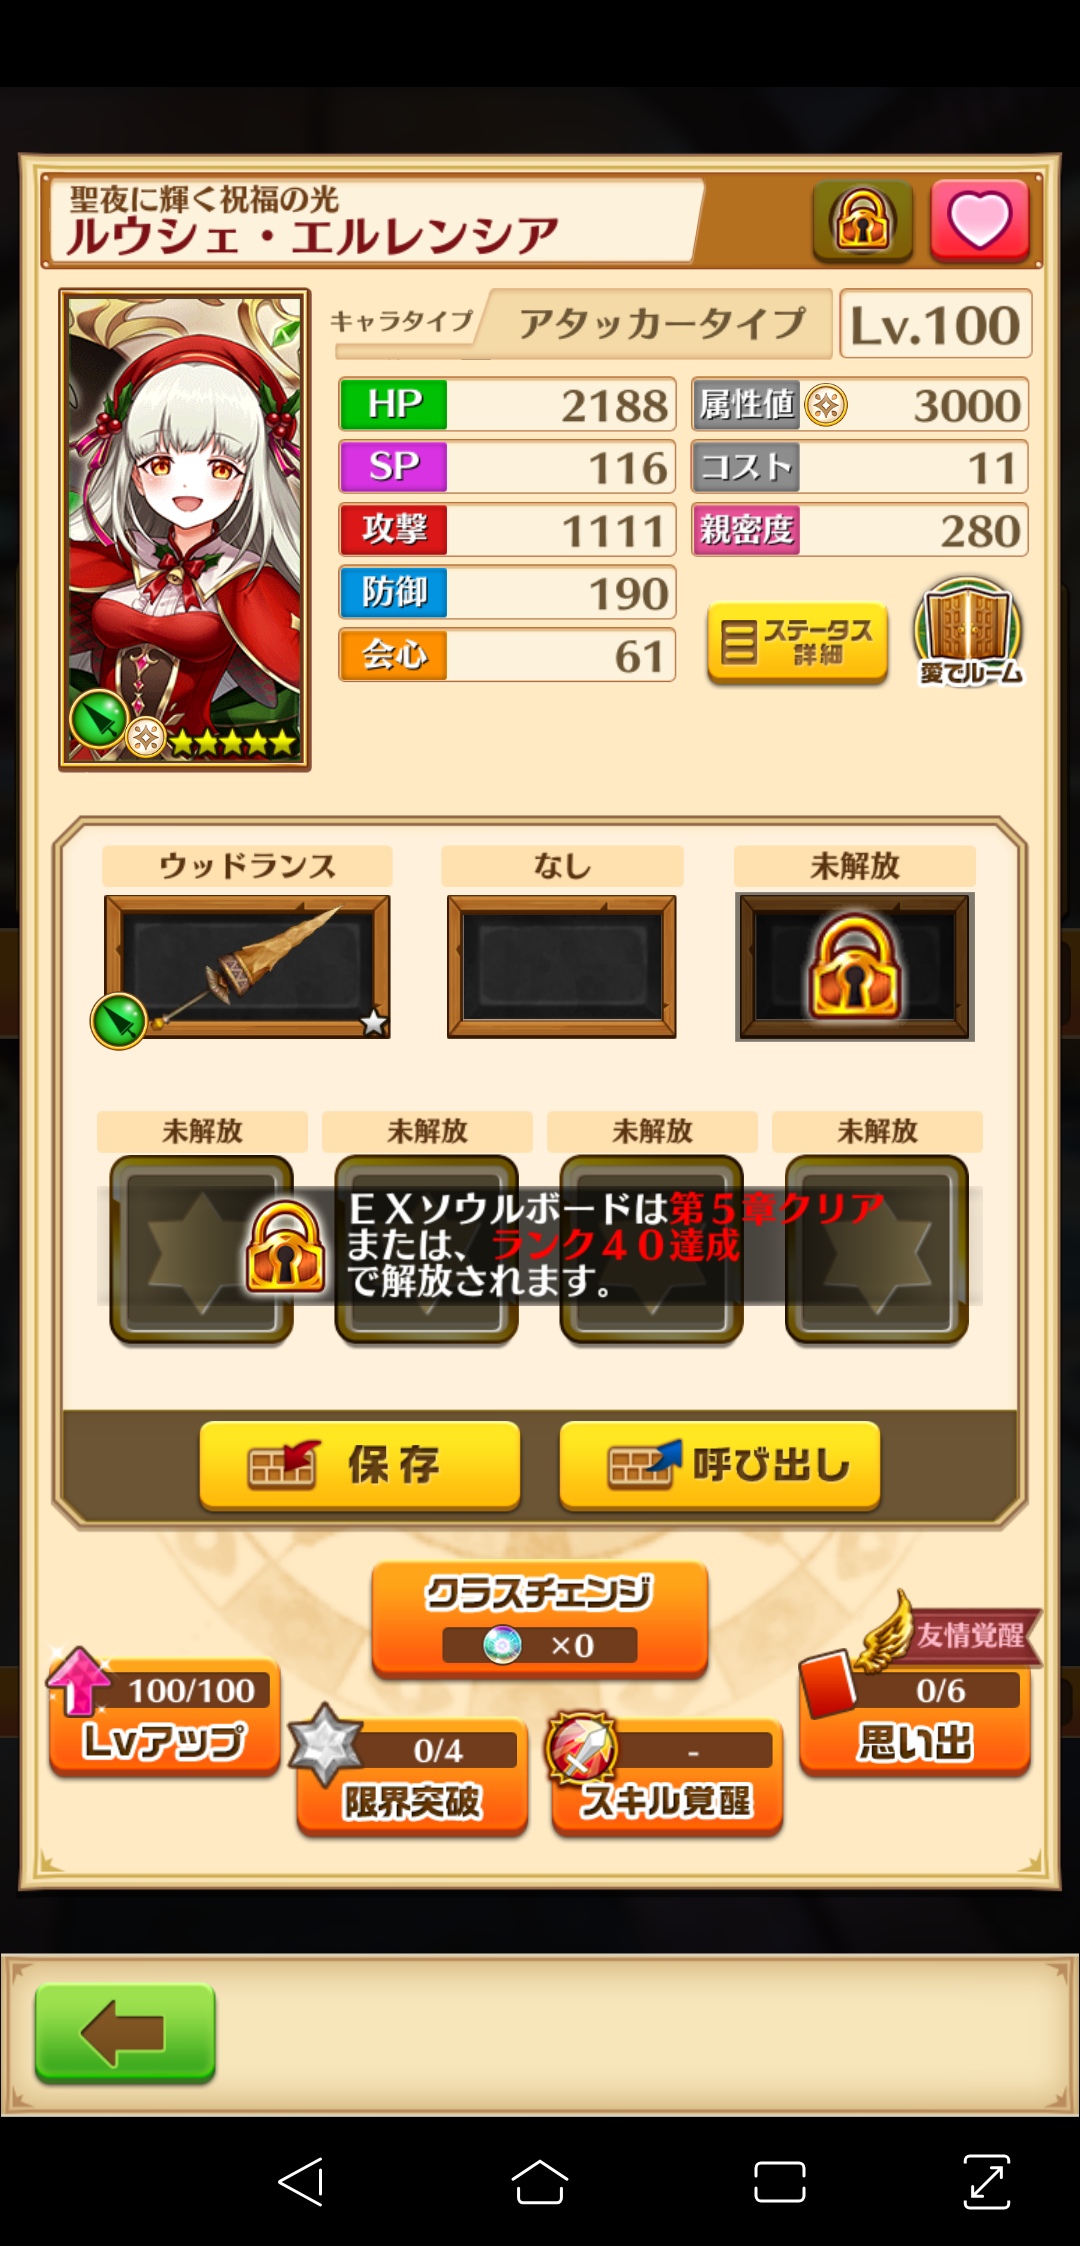 聖夜に輝く祝福の光
ルウシェ・エルレンシア
キャラタイプ アタッカータイプ Lv.100
HP 2188 属性値 3000
SP 116 コスト 11
攻撃 1111 親密度 280
防御 190
会心 61
ステータス
詳細
愛でルーム
ウッドランス なし 未解放
未解放 未解放 未解放 未解放
EXソウルボードは第5章クリア
または、ランク40達成
で解放されます。
保存 呼び出し
クラスチェンジ
×0
友情覚醒
100/100 0/6
Lvアップ 思い出
0/4 -
限界突破 スキル覚醒